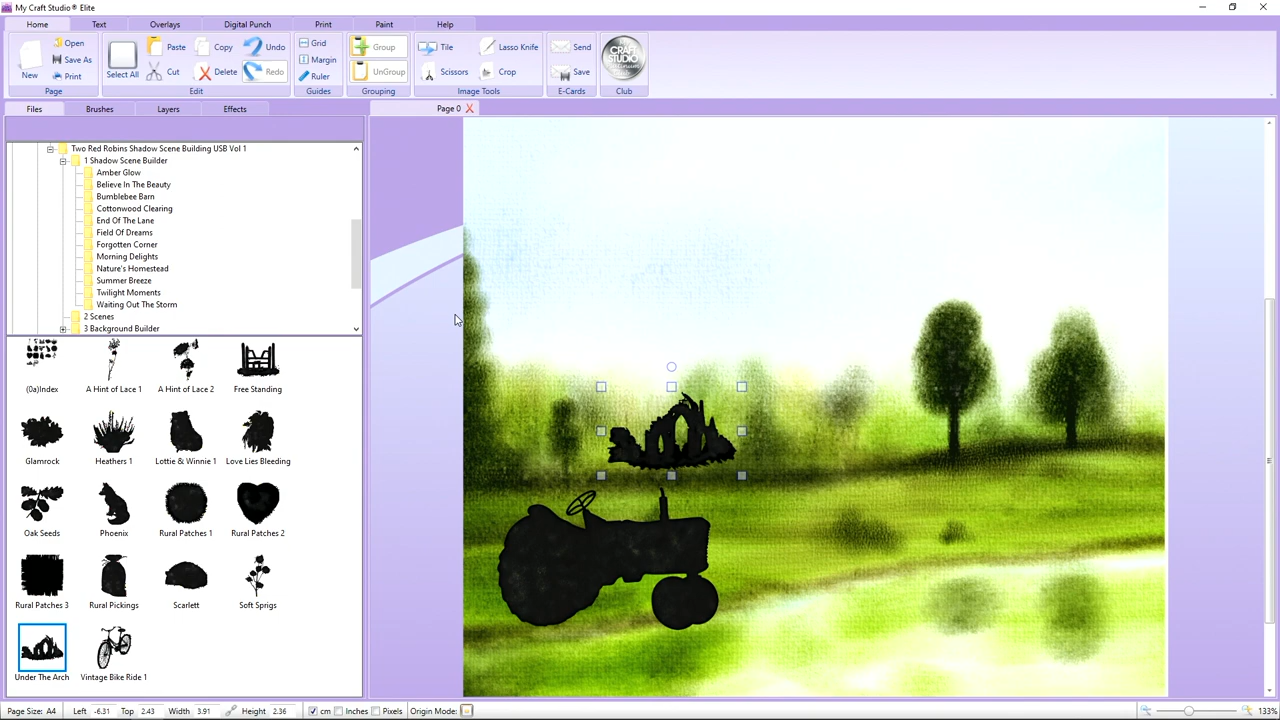 My Craft Studio® Elite
Home Text Overlays Digital Punch Print Paint Help
New Open Save As Print Page
Select All Paste Copy Undo Cut Delete Redo Edit
Grid Margin Ruler Guides
Group UnGroup Grouping
Tile Lasso Knife Scissors Crop Image Tools
Send Save E-Cards
MY CRAFT STUDIO Club
Files Brushes Layers Effects Page 0
Two Red Robins Shadow Scene Building USB Vol 1
1 Shadow Scene Builder
Amber Glow
Believe In The Beauty
Bumblebee Barn
Cottonwood Clearing
End Of The Lane
Field Of Dreams
Forgotten Corner
Morning Delights
Nature's Homestead
Summer Breeze
Twilight Moments
Waiting Out The Storm
2 Scenes
3 Background Builder
(0a)Index A Hint of Lace 1 A Hint of Lace 2 Free Standing
Glamrock Heathers 1 Lottie & Winnie 1 Love Lies Bleeding
Oak Seeds Phoenix Rural Patches 1 Rural Patches 2
Rural Patches 3 Rural Pickings Scarlett Soft Sprigs
Under The Arch Vintage Bike Ride 1
Page Size: A4 Left -6.31 Top 2.43 Width 3.91 Height 2.36 cm Inches Pixels Origin Mode: 133%